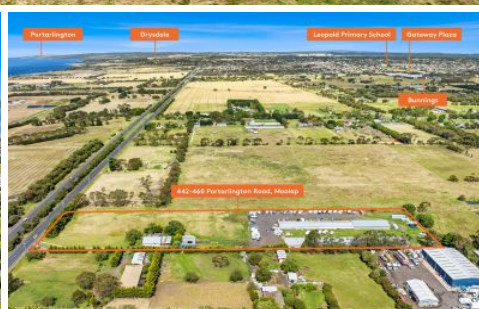 Portarlington
Drysdale
Leopold Primary School
Gateway Plaza
Bunnings
442-460 Portarlington Road, Moolap